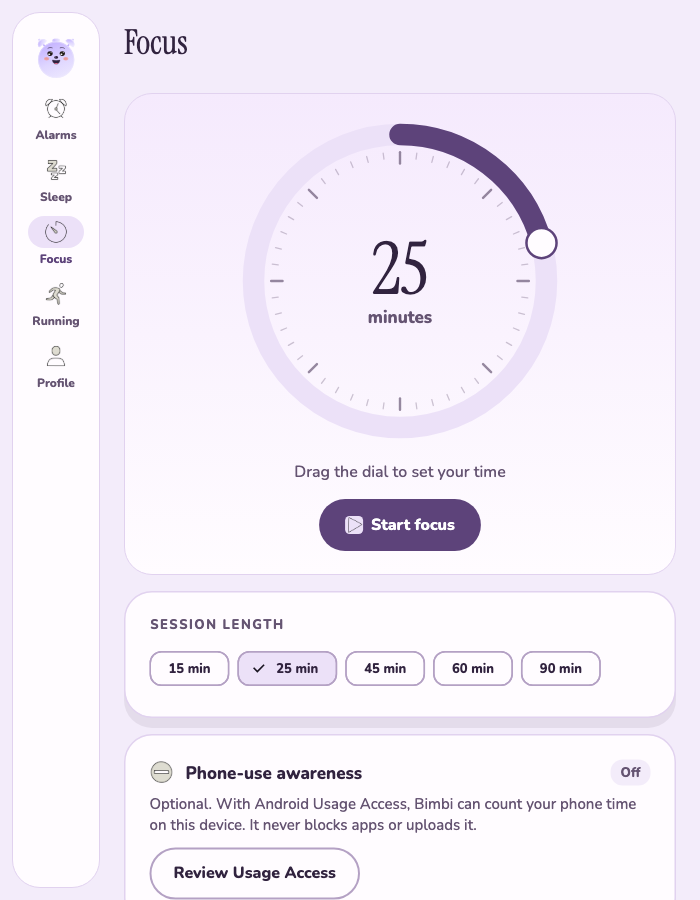 Focus
Alarms
Sleep
Focus
Running
Profile
25
minutes
Drag the dial to set your time
Start focus
SESSION LENGTH
15 min
25 min
45 min
60 min
90 min
Phone-use awareness
Off
Optional. With Android Usage Access, Bimbi can count your phone time
on this device. It never blocks apps or uploads it.
Review Usage Access